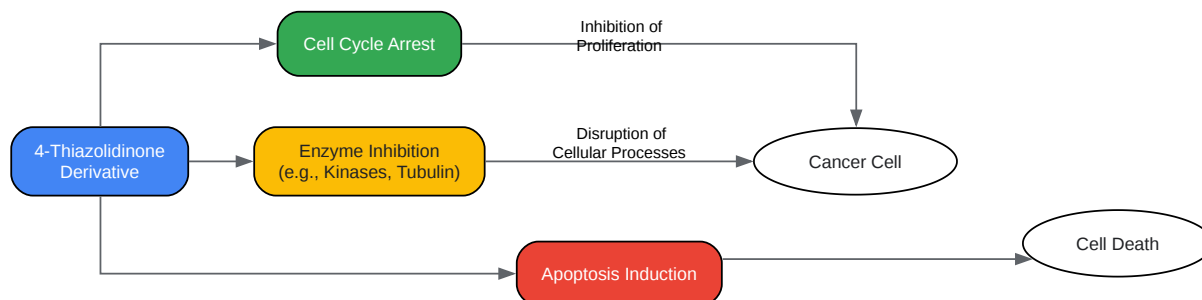 Cell Cycle Arrest
Inhibition of
Proliferation
4-Thiazolidinone
Derivative
Enzyme Inhibition
(e.g., Kinases, Tubulin)
Disruption of
Cellular Processes
Cancer Cell
Apoptosis Induction
Cell Death